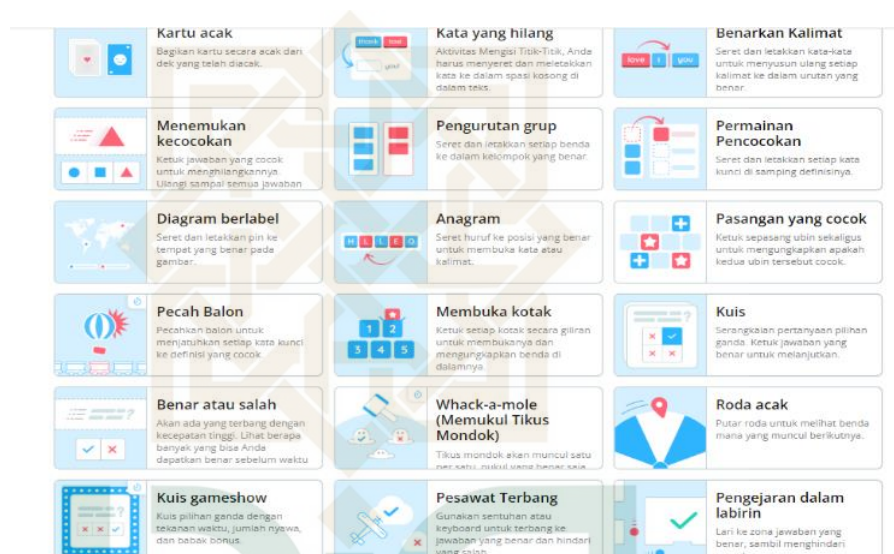 Kartu acak
Bagikan kartu secara acak dari
dek yang telah diacak.
Kata yang hilang
Aktivitas Mengisi Titik-Titik, Anda
harus menyeret dan meletakkan
kata ke dalam spasi kosong di
dalam teks.
Benarkan Kalimat
Seret dan letakkan kata-kata
untuk menyusun ulang setiap
kalimat ke dalam urutan yang
benar.
love I you
Menemukan
kecocokan
Ketuk jawaban yang cocok
untuk menghilangkannya
Ulangi sampai semua jawaban
Pengurutan grup
Seret dan letakkan setiap benda
ke dalam kelompok yang benar.
Permainan
Pencocokan
Seret dan letakkan setiap kata
kunci di samping definisinya.
Diagram berlabel
Seret dan letakkan pin ke
tempat yang benar pada
gambar.
H L L E O
Anagram
Seret huruf ke posisi yang benar
untuk membuka kata atau
kalimat.
Pasangan yang cocok
Ketuk sepasang ubin sekaligus
untuk mengungkapkan apakah
kedua ubin tersebut cocok.
Pecah Balon
Pecahkan balon untuk
menjatuhkan setiap kata kunci
ke definisi yang cocok.
1 2
3 4 5
Membuka kotak
Ketuk setiap kotak secara giliran
untuk membukanya dan
mengungkapkan benda di
dalamnya.
?
Kuis
Serangkaian pertanyaan pilihan
ganda. Ketuk jawaban yang
benar untuk melanjutkan.
?
Benar atau salah
Akan ada yang terbang dengan
kecepatan tinggi. Lihat berapa
banyak yang bisa Anda
dapatkan benar sebelum waktu
Whack-a-mole
(Memukul Tikus
Mondok)
Tikus mondok akan muncul satu
per satu, pukul yang benar saja
Roda acak
Putar roda untuk melihat benda
mana yang muncul berikutnya.
?
Kuis gameshow
Kuis pilihan ganda dengan
tekanan waktu, jumlah nyawa,
dan babak bonus.
Pesawat Terbang
Gunakan sentuhan atau
keyboard untuk terbang ke
jawaban yang benar dan hindari
yang salah.
Pengejaran dalam
labirin
Lari ke zona jawaban yang
benar, sambil menghindari